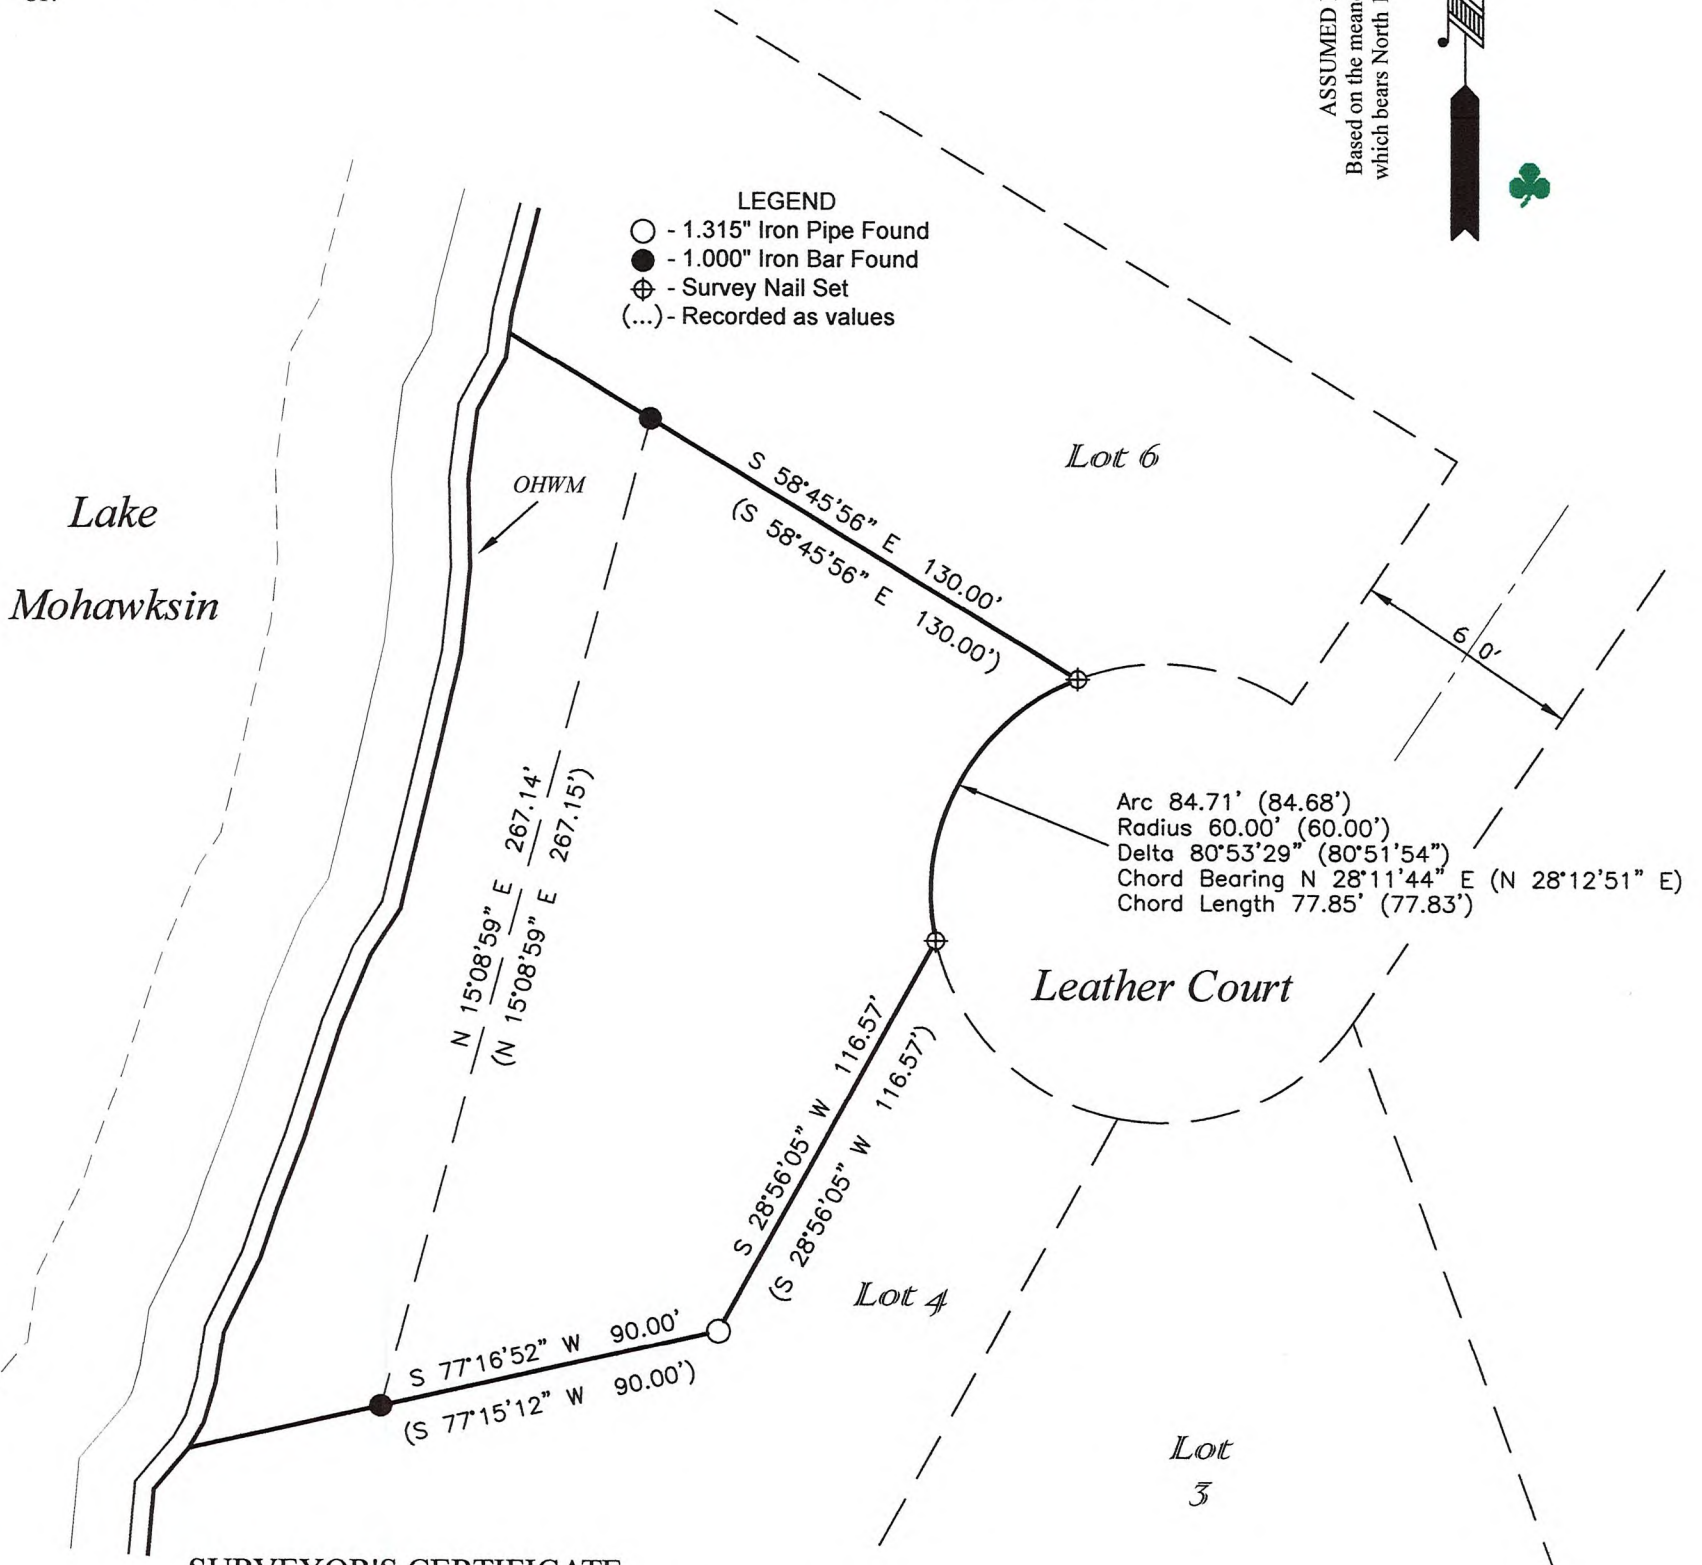 ASSUMED
Based on the mean
which bears North
LEGEND
- 1.315" Iron Pipe Found
- 1.000" Iron Bar Found
- Survey Nail Set
(...) - Recorded as values
Lot 6
OHWM
Lake
Mohawksin
S 58°45'56" E 130.00'
(S 58°45'56" E 130.00')
60'
N 15°08'59" E 267.14'
(N 15°08'59" E 267.15')
Arc 84.71' (84.68')
Radius 60.00' (60.00')
Delta 80°53'29" (80°51'54")
Chord Bearing N 28°11'44" E (N 28°12'51" E)
Chord Length 77.85' (77.83')
Leather Court
S 28°56'05" W 116.57'
(S 28°56'05" W 116.57')
Lot 4
S 77°16'52" W 90.00'
(S 77°15'12" W 90.00')
Lot
3
SURVEYOR'S CERTIFICATE